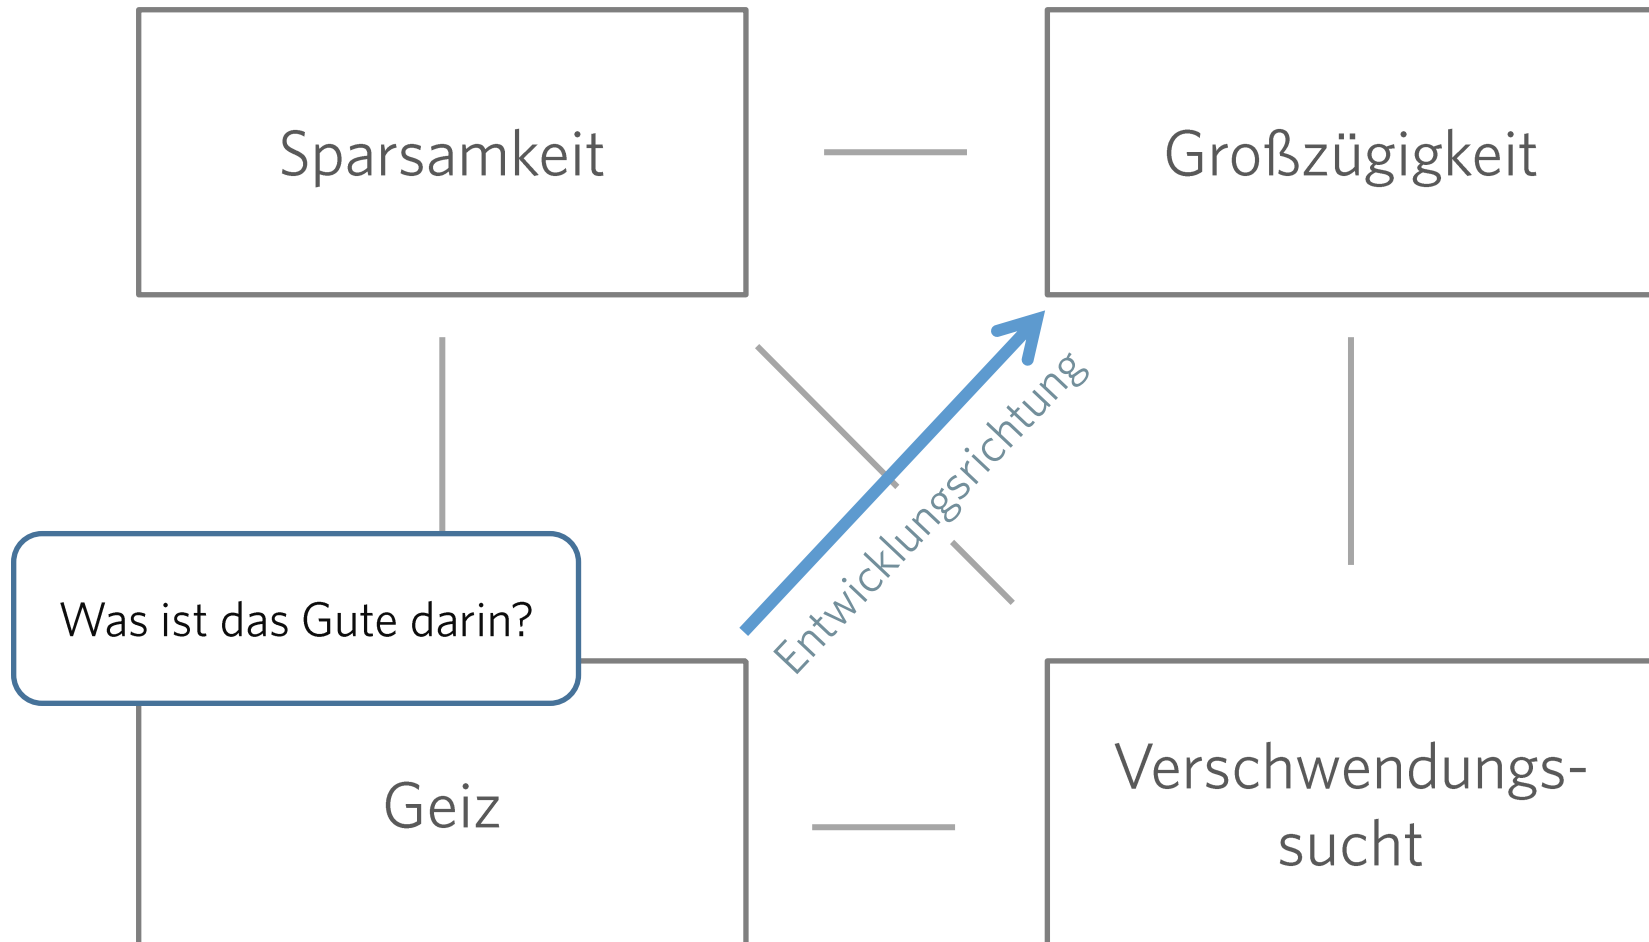 Sparsamkeit
Großzügigkeit
Entwicklungsrichtung
Was ist das Gute darin?
Geiz
Verschwendungs-
sucht